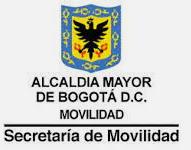 ALCALDIA MAYOR
DE BOGOTÁ D.C.
MOVILIDAD
Secretaría de Movilidad